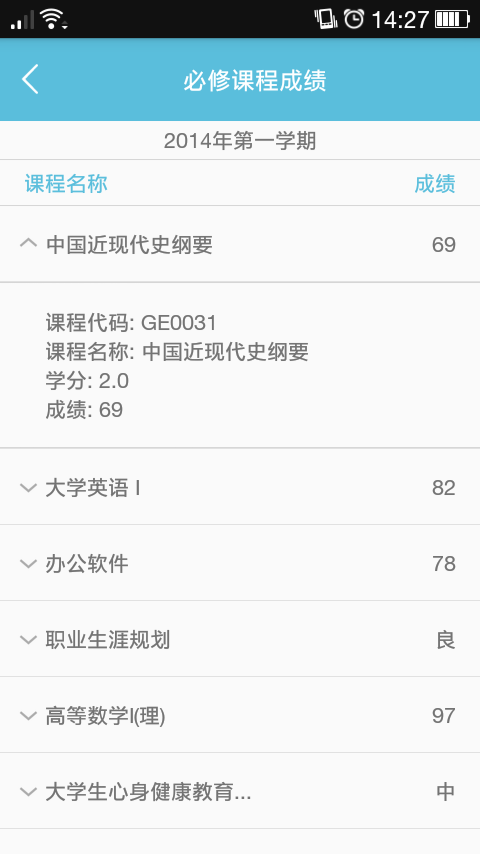 14:27
必修课程成绩
2014年第一学期
课程名称 成绩
中国近现代史纲要 69
课程代码: GE0031
课程名称: 中国近现代史纲要
学分: 2.0
成绩: 69
大学英语 I 82
办公软件 78
职业生涯规划 良
高等数学I(理) 97
大学生心身健康教育... 中